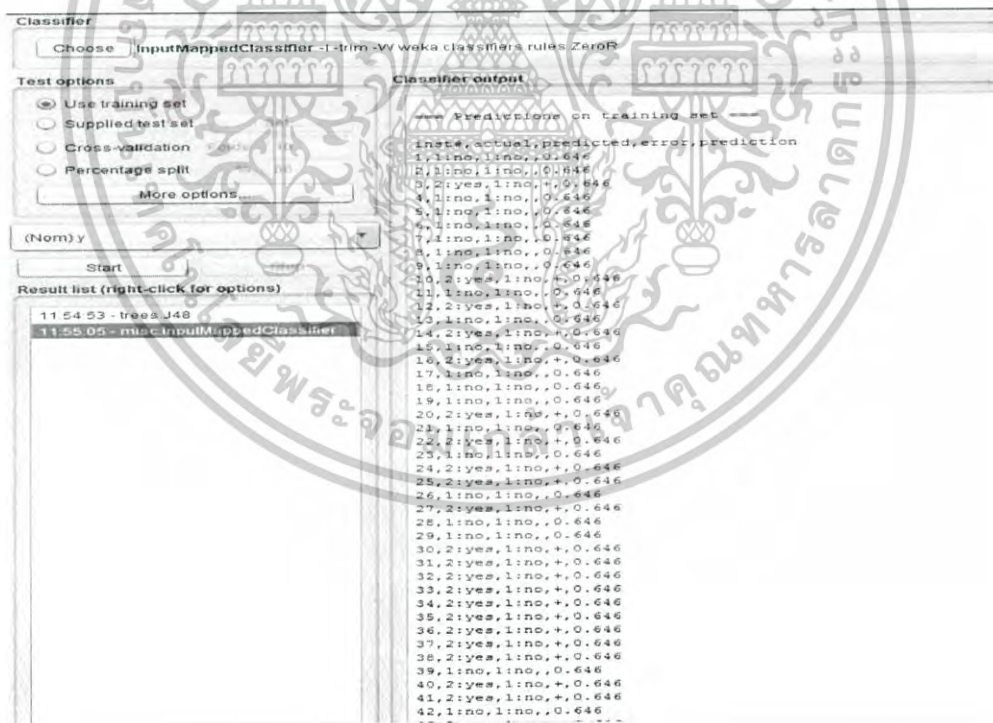 Classifier
Choose InputMappedClassifier -I -trim -W weka.classifiers.rules.ZeroR
Test options
Use training set
Supplied test set
Cross-validation
Percentage split
More options...
(Nom) y
Start
Result list (right-click for options)
11:54:53 - trees.J48
11:55:05 - misc.InputMappedClassifier
Classifier output
=== Predictions on training set ===
inst#,actual,predicted,error,prediction
1,1:no,1:no,,0.646
2,1:no,1:no,,0.646
3,2:yes,1:no,+,0.646
4,1:no,1:no,,0.646
5,1:no,1:no,,0.646
6,1:no,1:no,,0.646
7,1:no,1:no,,0.646
8,1:no,1:no,,0.646
9,1:no,1:no,,0.646
10,2:yes,1:no,+,0.646
11,1:no,1:no,,0.646
12,2:yes,1:no,+,0.646
13,1:no,1:no,,0.646
14,2:yes,1:no,+,0.646
15,1:no,1:no,,0.646
16,2:yes,1:no,+,0.646
17,1:no,1:no,,0.646
18,1:no,1:no,,0.646
19,1:no,1:no,,0.646
20,2:yes,1:no,+,0.646
21,1:no,1:no,,0.646
22,2:yes,1:no,+,0.646
23,1:no,1:no,,0.646
24,2:yes,1:no,+,0.646
25,2:yes,1:no,+,0.646
26,1:no,1:no,,0.646
27,2:yes,1:no,+,0.646
28,1:no,1:no,,0.646
29,1:no,1:no,,0.646
30,2:yes,1:no,+,0.646
31,2:yes,1:no,+,0.646
32,2:yes,1:no,+,0.646
33,2:yes,1:no,+,0.646
34,2:yes,1:no,+,0.646
35,2:yes,1:no,+,0.646
36,2:yes,1:no,+,0.646
37,2:yes,1:no,+,0.646
38,2:yes,1:no,+,0.646
39,1:no,1:no,,0.646
40,2:yes,1:no,+,0.646
41,2:yes,1:no,+,0.646
42,1:no,1:no,,0.646